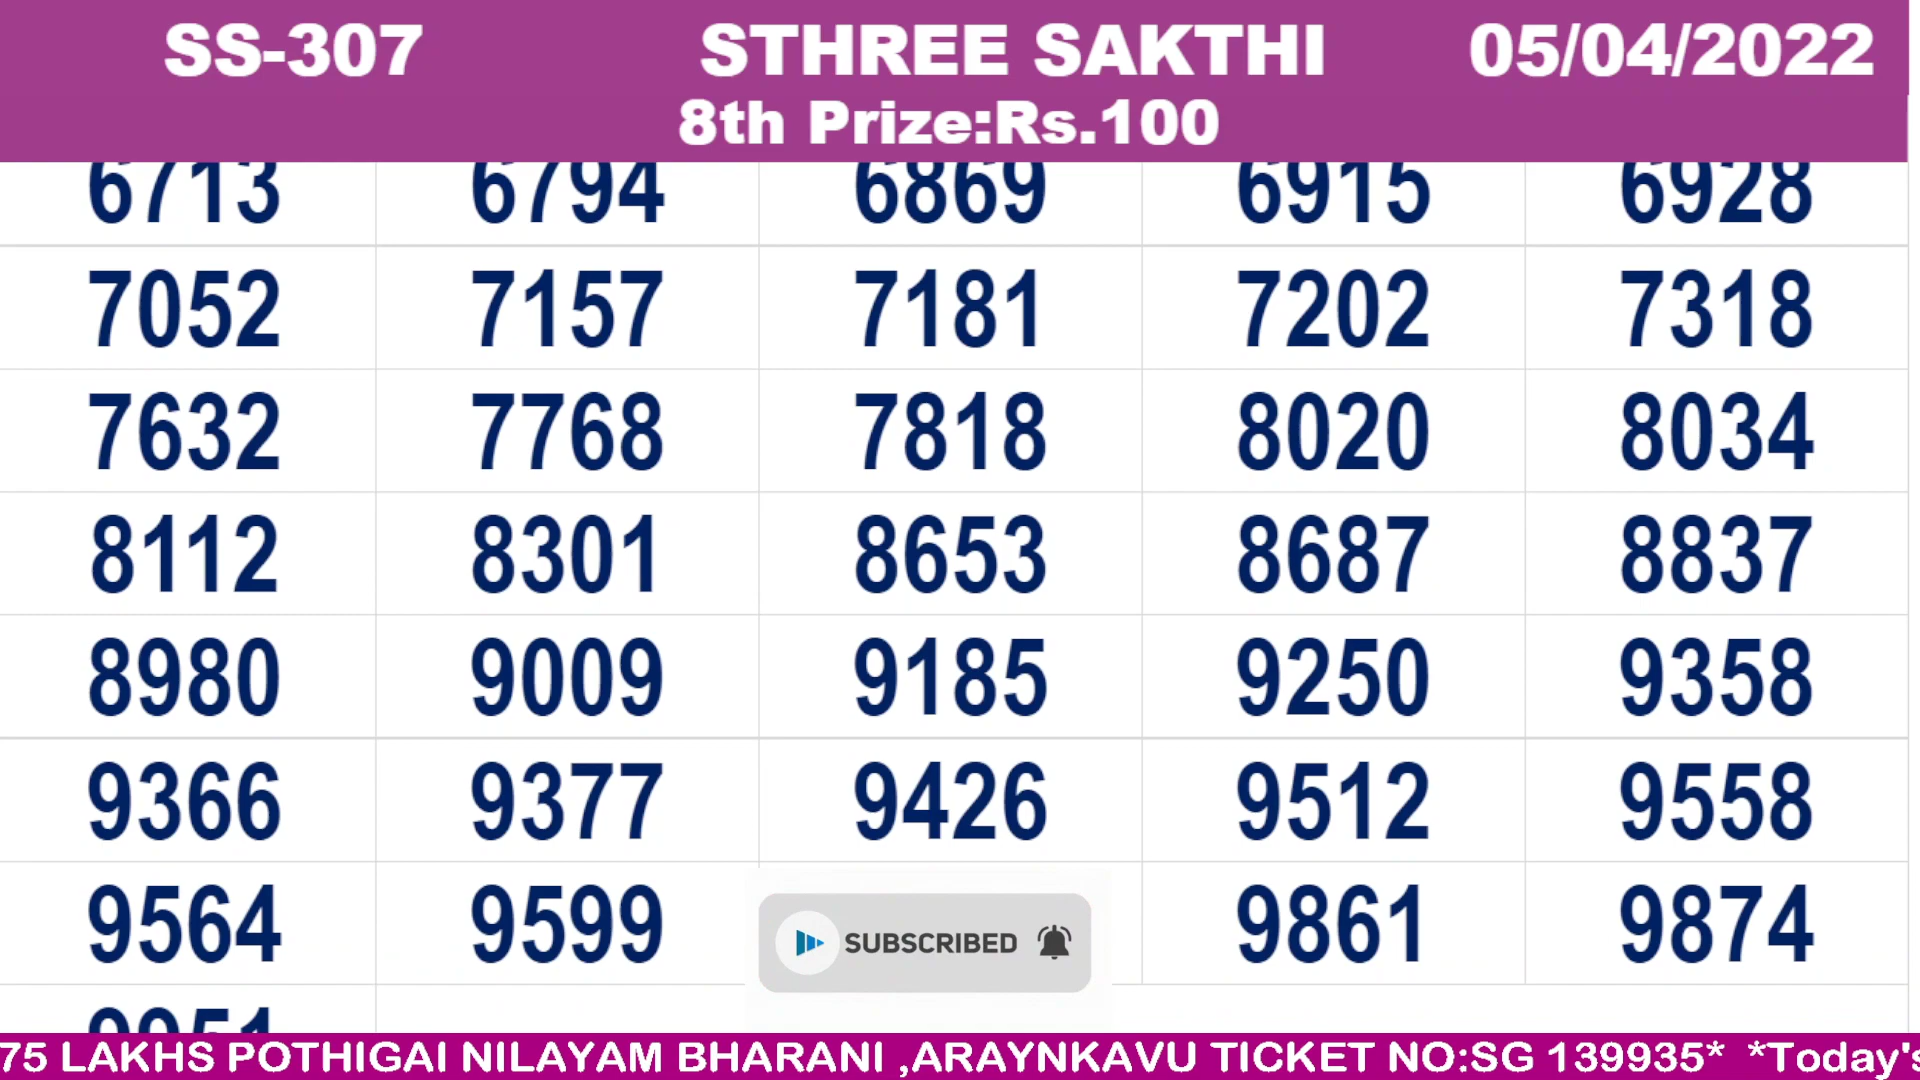 SS-307 STHREE SAKTHI 05/04/2022
8th Prize:Rs.100
6713 6794 6869 6915 6928
7052 7157 7181 7202 7318
7632 7768 7818 8020 8034
8112 8301 8653 8687 8837
8980 9009 9185 9250 9358
9366 9377 9426 9512 9558
9564 9599 SUBSCRIBED 9861 9874
9951
75 LAKHS POTHIGAI NILAYAM BHARANI ,ARAYNKAVU TICKET NO:SG 139935* *Today's